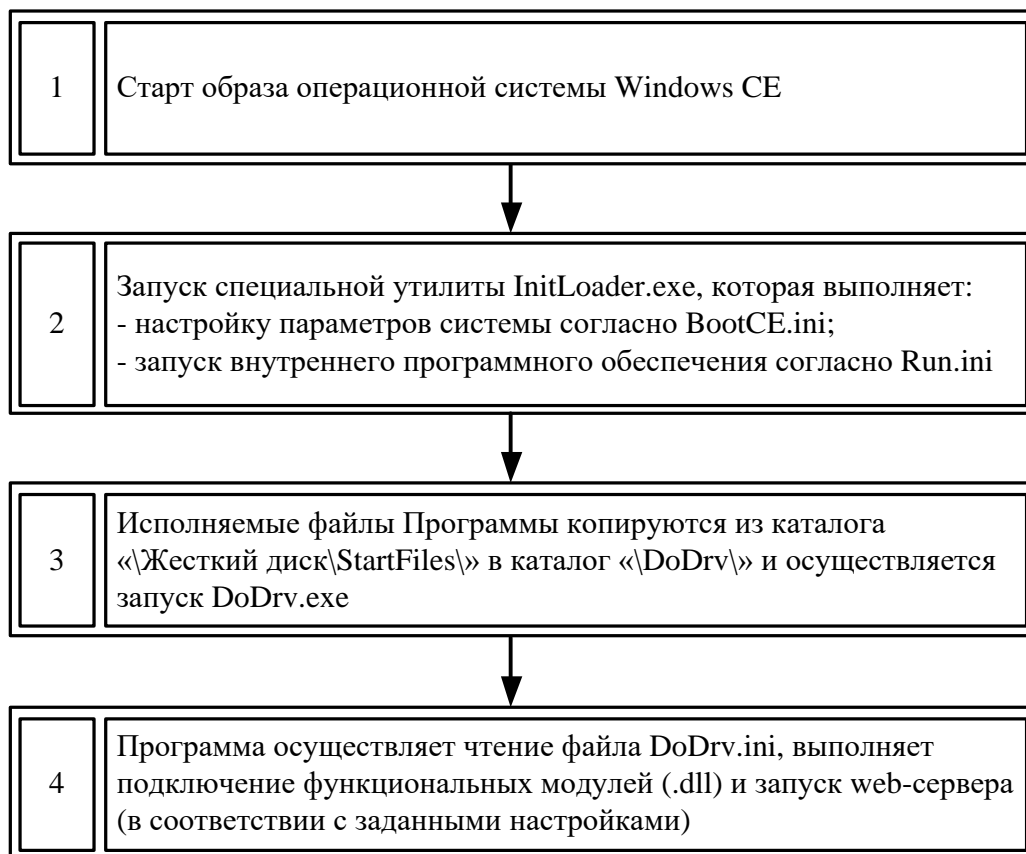 1
Старт образа операционной системы Windows CE
2
Запуск специальной утилиты InitLoader.exe, которая выполняет:
- настройку параметров системы согласно BootCE.ini;
- запуск внутреннего программного обеспечения согласно Run.ini
3
Исполняемые файлы Программы копируются из каталога
«\Жесткий диск\StartFiles\» в каталог «\DoDrv\» и осуществляется
запуск DoDrv.exe
4
Программа осуществляет чтение файла DoDrv.ini, выполняет
подключение функциональных модулей (.dll) и запуск web-сервера
(в соответствии с заданными настройками)